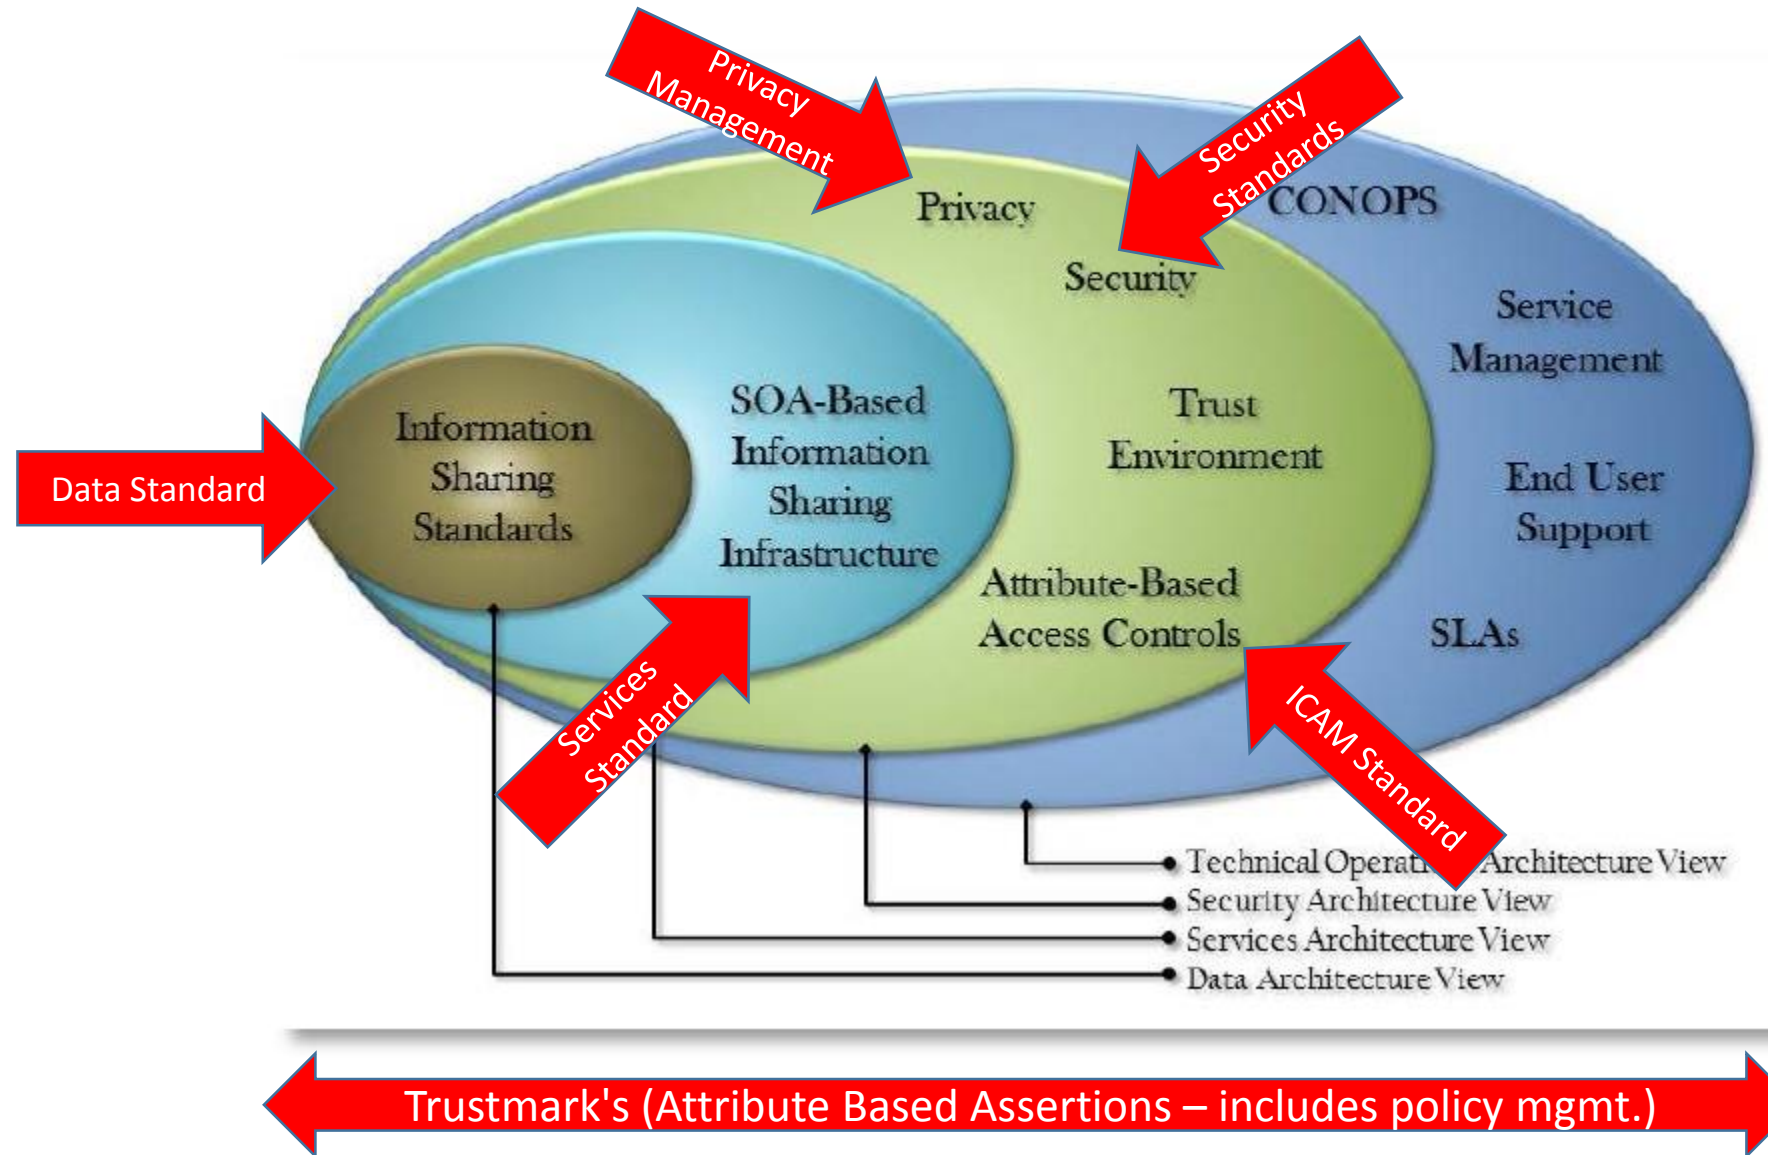 Privacy
Management
Security
Standards
Privacy
CONOPS
Security
Service
Management
SOA-Based
Information
Sharing
Infrastructure
Trust
Environment
Information
Sharing
Standards
Data Standard
End User
Support
Attribute-Based
Access Controls
SLAs
Services
Standard
ICAM Standard
Technical Architecture View
Security Architecture View
Services Architecture View
Data Architecture View
Trustmark's (Attribute Based Assertions – includes policy mgmt.)